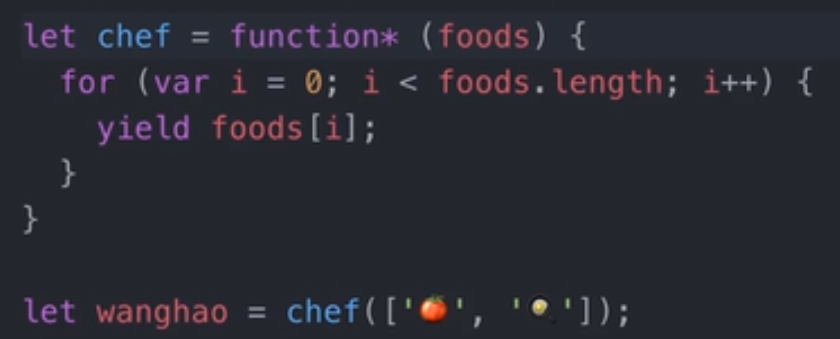 let chef = function* (foods) {
  for (var i = 0; i < foods.length; i++) {
    yield foods[i];
  }
}
let wanghao = chef(['🍅', '🍳']);